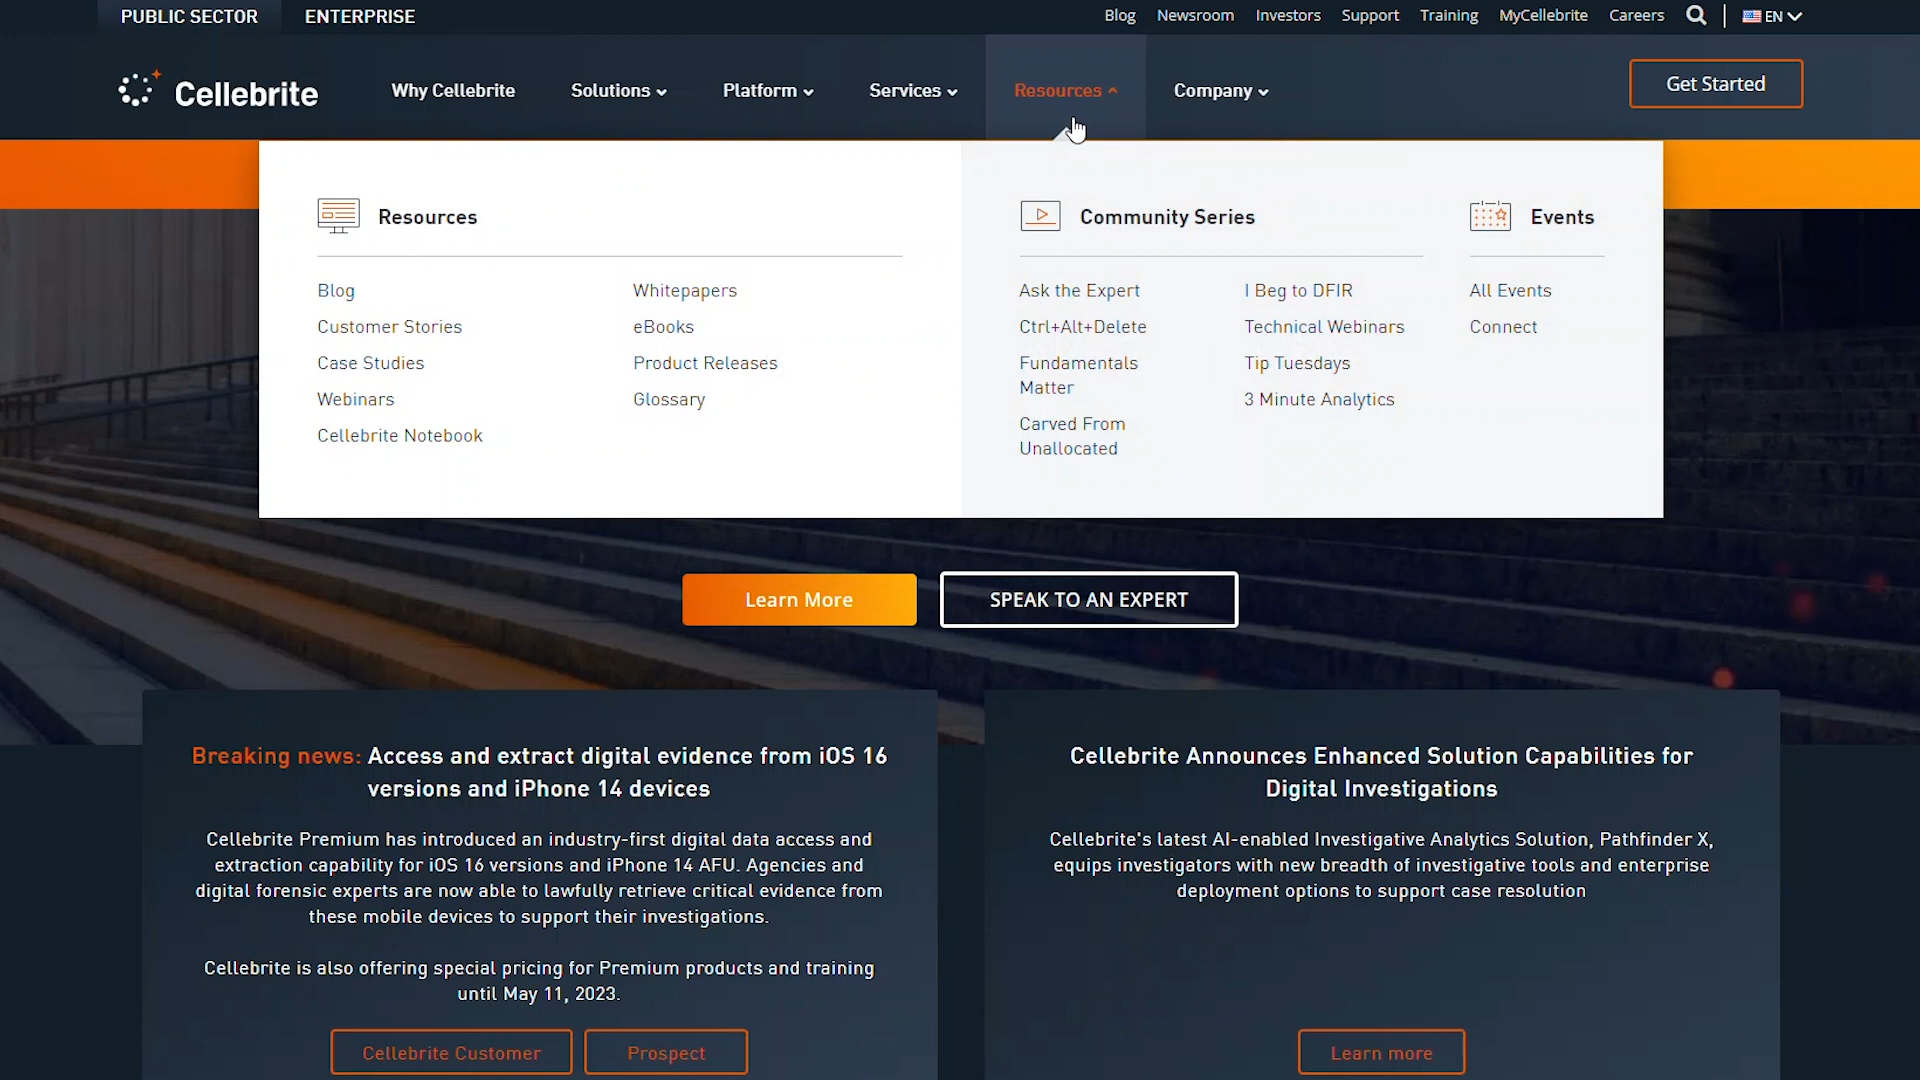 PUBLIC SECTOR
ENTERPRISE
Blog Newsroom Investors Support Training MyCellebrite Careers EN
Cellebrite
Why Cellebrite Solutions Platform Services Resources Company
Get Started
Resources
Blog
Customer Stories
Case Studies
Webinars
Cellebrite Notebook
Whitepapers
eBooks
Product Releases
Glossary
Community Series
Ask the Expert
Ctrl+Alt+Delete
Fundamentals
Matter
Carved From
Unallocated
I Beg to DFIR
Technical Webinars
Tip Tuesdays
3 Minute Analytics
Events
All Events
Connect
Learn More
SPEAK TO AN EXPERT
Breaking news: Access and extract digital evidence from iOS 16
versions and iPhone 14 devices
Cellebrite Premium has introduced an industry-first digital data access and
extraction capability for iOS 16 versions and iPhone 14 AFU. Agencies and
digital forensic experts are now able to lawfully retrieve critical evidence from
these mobile devices to support their investigations.
Cellebrite is also offering special pricing for Premium products and training
until May 11, 2023.
Cellebrite Customer
Prospect
Cellebrite Announces Enhanced Solution Capabilities for
Digital Investigations
Cellebrite's latest AI-enabled Investigative Analytics Solution, Pathfinder X,
equips investigators with new breadth of investigative tools and enterprise
deployment options to support case resolution
Learn more